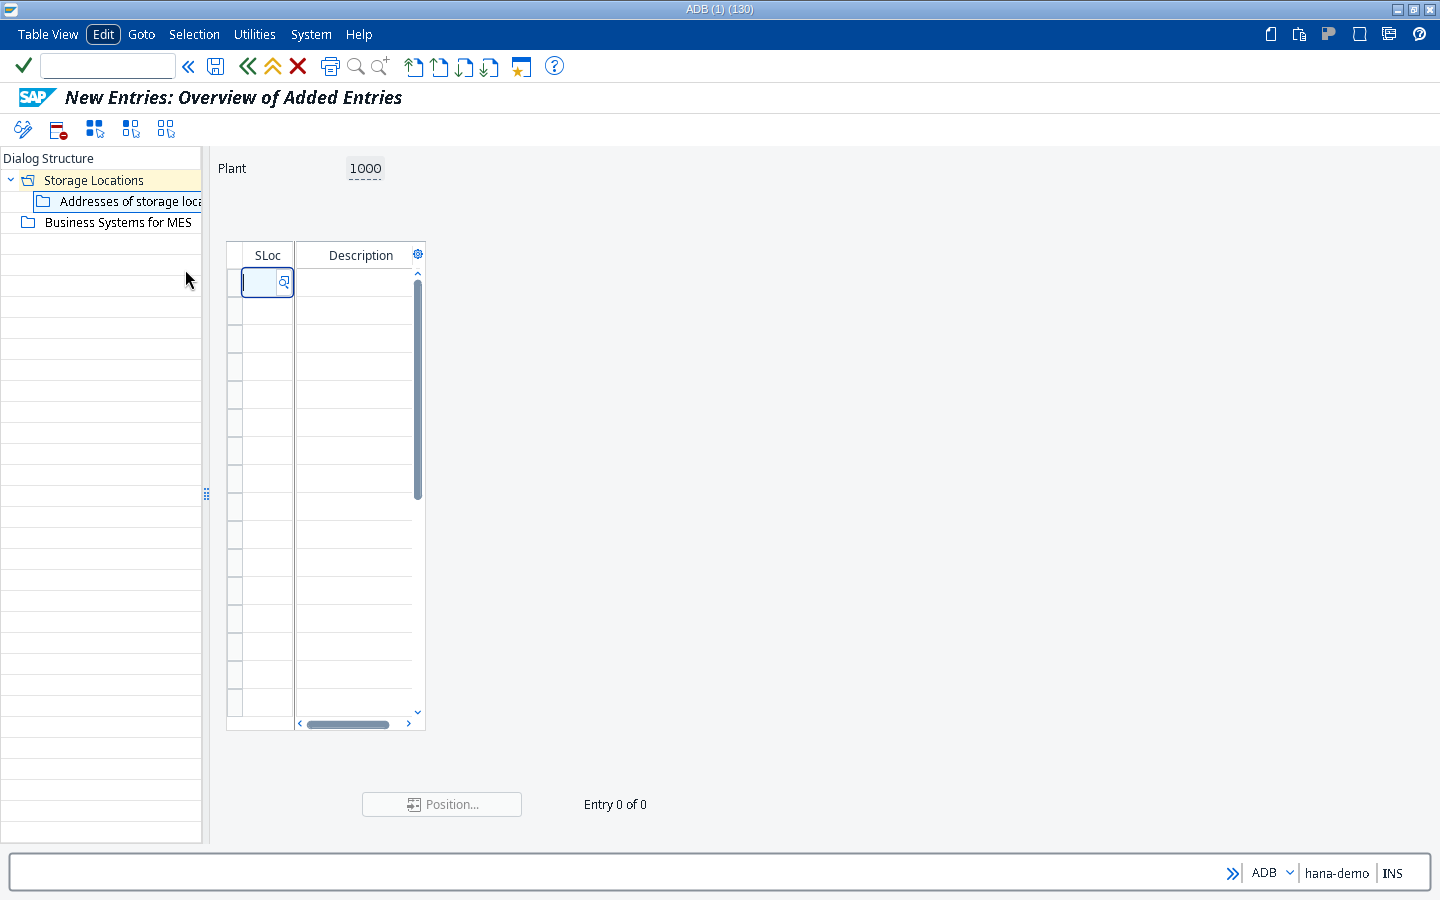 ADB (1) (130)
Table View Edit Goto Selection Utilities System Help
SAP New Entries: Overview of Added Entries
Dialog Structure
Storage Locations
Addresses of storage loca
Business Systems for MES
Plant 1000
SLoc Description
Position... Entry 0 of 0
ADB hana-demo INS